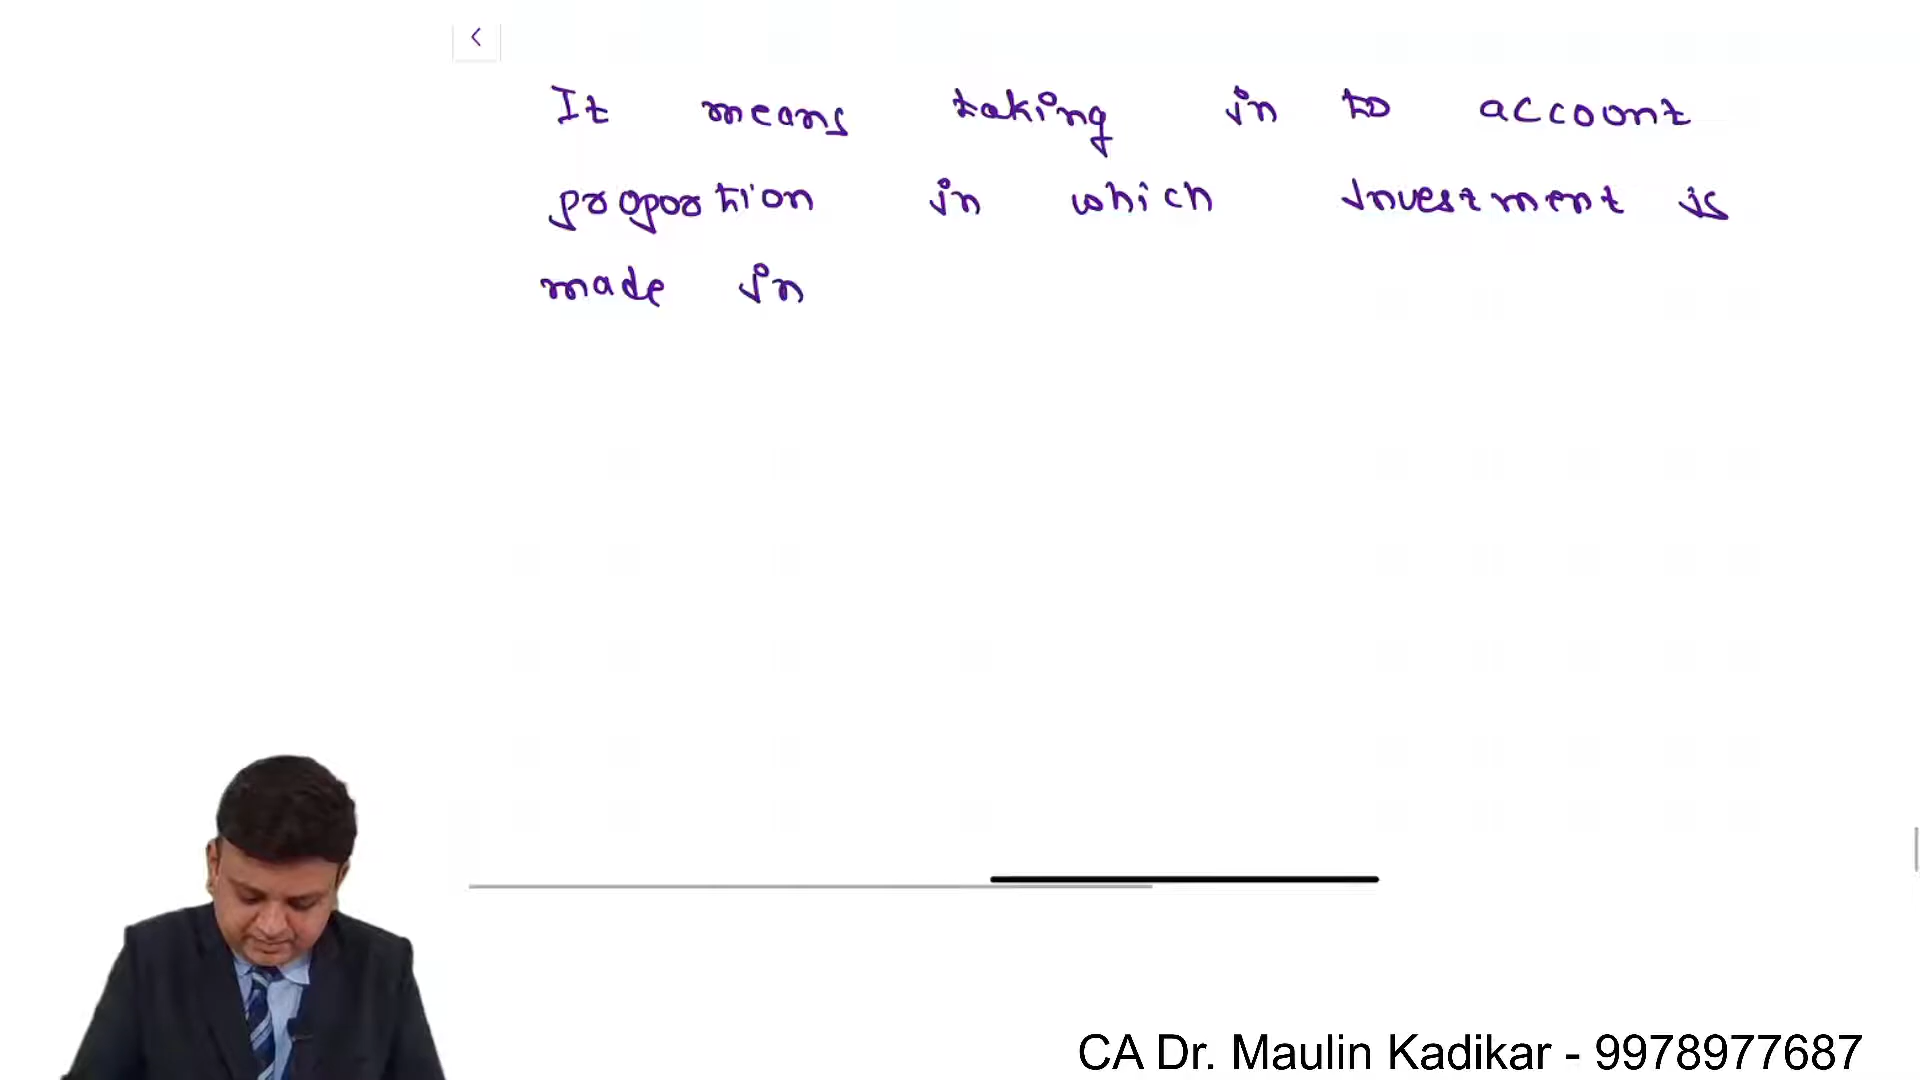 It means taking in to account
proportion in which investment is
made in
CA Dr. Maulin Kadikar - 9978977687